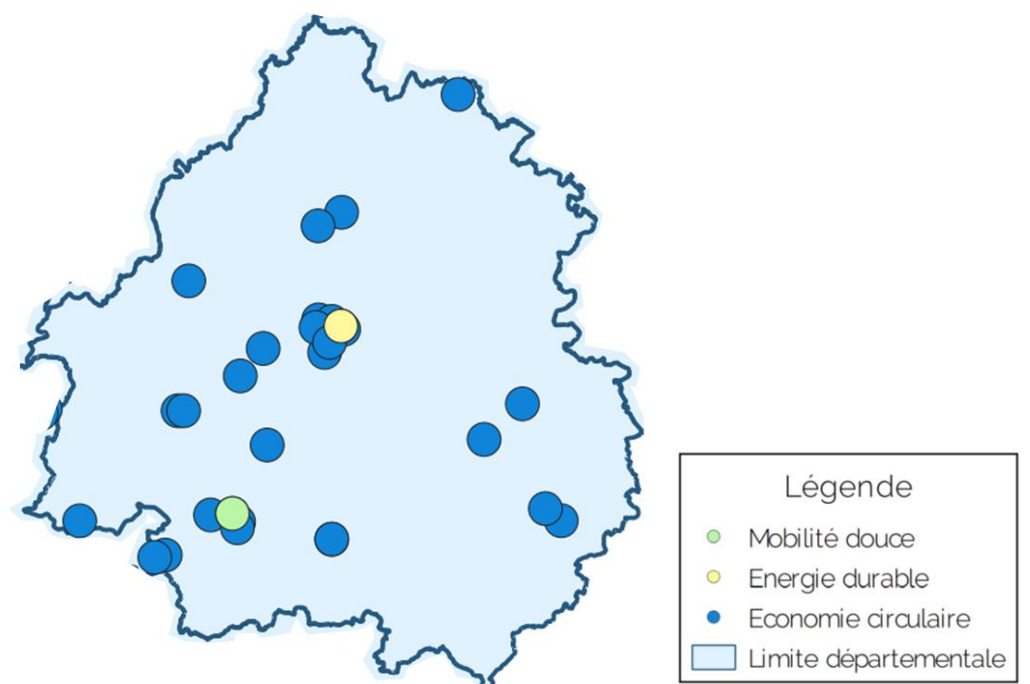 Légende
Mobilité douce
Energie durable
Economie circulaire
Limite départementale